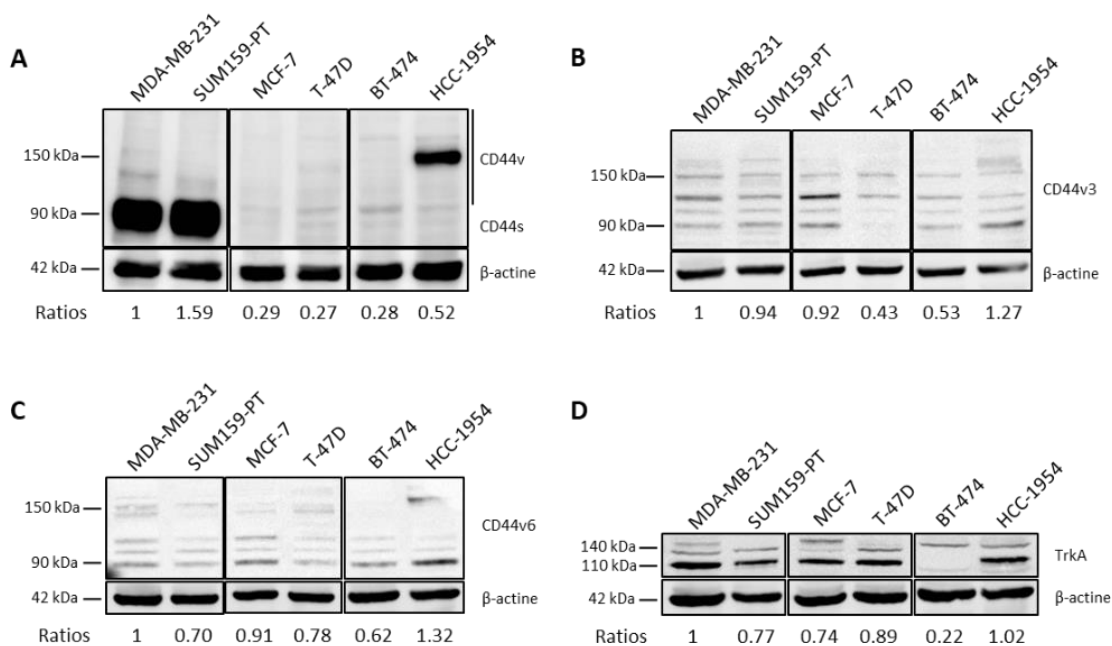 A
MDA-MB-231 SUM159-PT MCF-7 T-47D BT-474 HCC-1954
150 kDa
CD44v
90 kDa
CD44s
42 kDa
β-actine
Ratios 1 1.59 0.29 0.27 0.28 0.52
B
MDA-MB-231 SUM159-PT MCF-7 T-47D BT-474 HCC-1954
150 kDa
CD44v3
90 kDa
42 kDa
β-actine
Ratios 1 0.94 0.92 0.43 0.53 1.27
C
MDA-MB-231 SUM159-PT MCF-7 T-47D BT-474 HCC-1954
150 kDa
CD44v6
90 kDa
42 kDa
β-actine
Ratios 1 0.70 0.91 0.78 0.62 1.32
D
MDA-MB-231 SUM159-PT MCF-7 T-47D BT-474 HCC-1954
140 kDa
TrkA
110 kDa
42 kDa
β-actine
Ratios 1 0.77 0.74 0.89 0.22 1.02